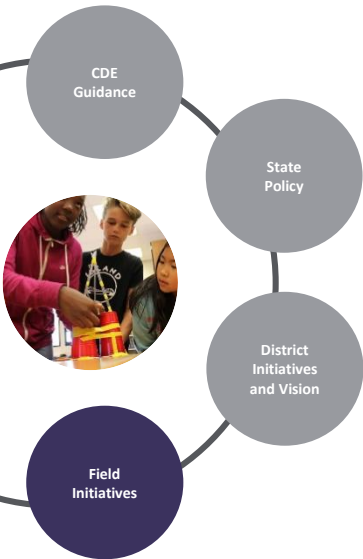 CDE
Guidance
State
Policy
District
Initiatives
and Vision
Field
Initiatives